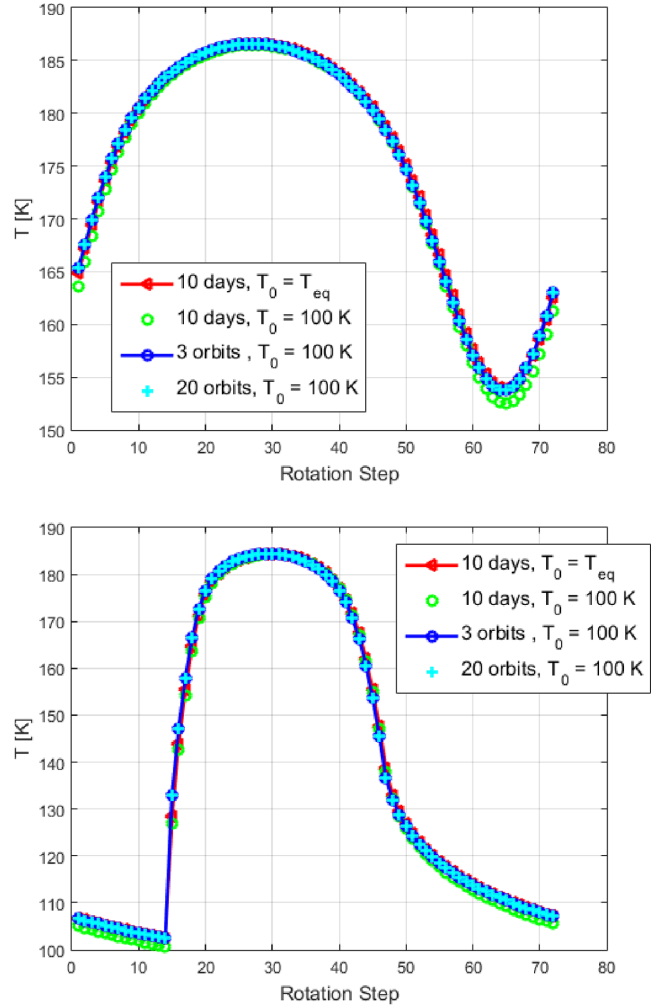 190
185
180
175
170
165
160
155
150
T [K]
10 days, T0 = Teq
10 days, T0 = 100 K
3 orbits , T0 = 100 K
20 orbits, T0 = 100 K
0 10 20 30 40 50 60 70 80
Rotation Step
190
180
170
160
150
140
130
120
110
100
T [K]
10 days, T0 = Teq
10 days, T0 = 100 K
3 orbits , T0 = 100 K
20 orbits, T0 = 100 K
0 10 20 30 40 50 60 70 80
Rotation Step